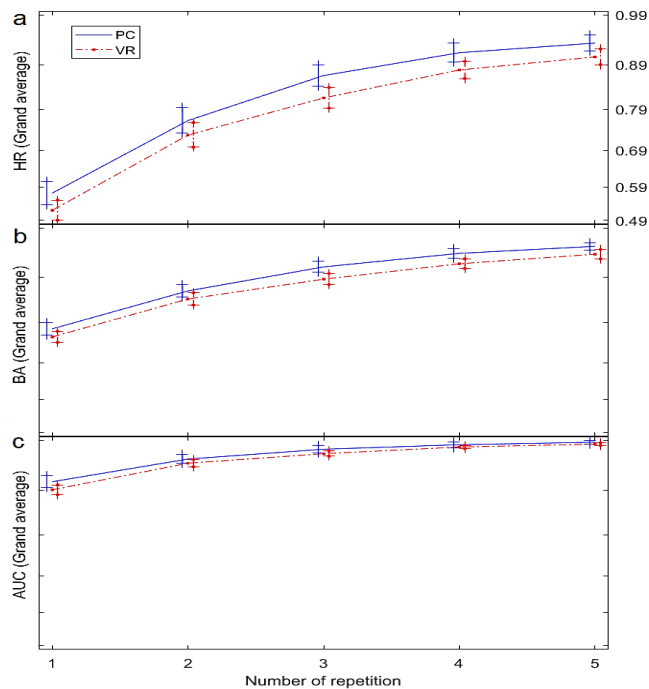 a
PC
VR
HR (Grand average)
0.99
0.89
0.79
0.69
0.59
0.49
b
BA (Grand average)
c
AUC (Grand average)
1 2 3 4 5
Number of repetition